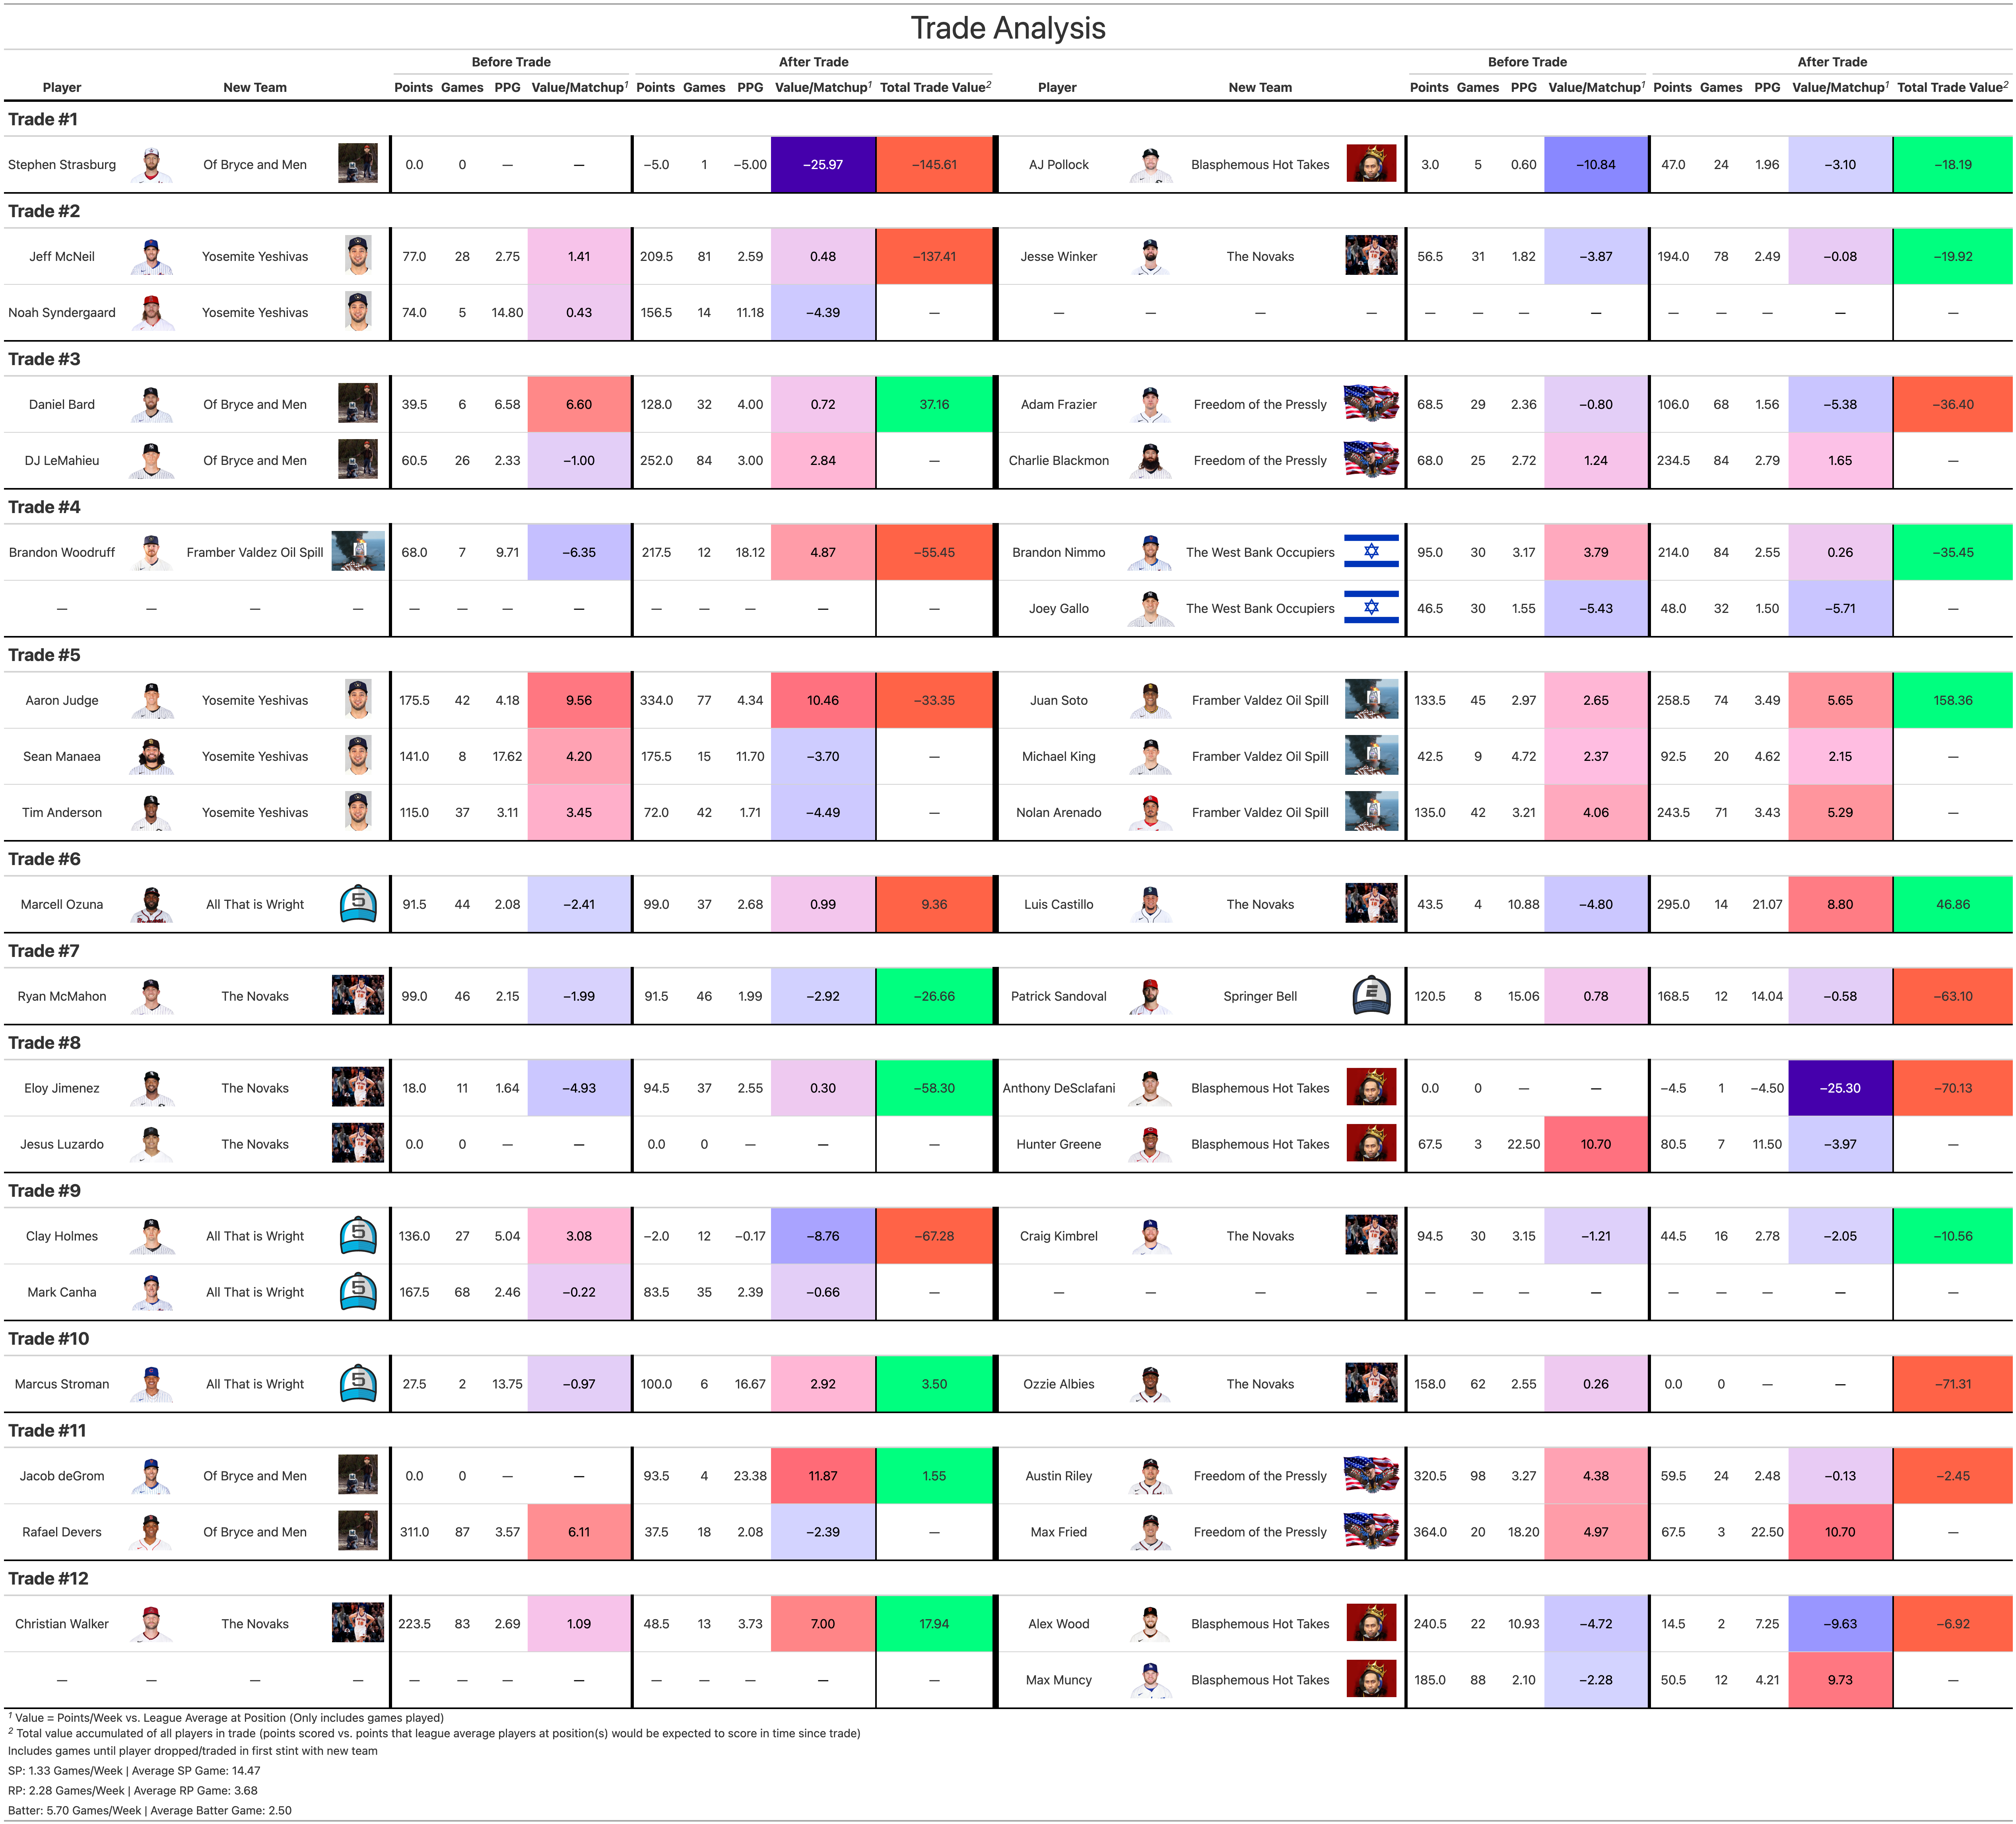 Trade Analysis
Before Trade After Trade Before Trade After Trade
Player New Team Points Games PPG Value/Matchup1 Points Games PPG Value/Matchup1 Total Trade Value2 Player New Team Points Games PPG Value/Matchup1 Points Games PPG Value/Matchup1 Total Trade Value2
Trade #1
Stephen Strasburg Of Bryce and Men 0.0 0 — — −5.0 1 −5.00 −25.97 −145.61 AJ Pollock Blasphemous Hot Takes 3.0 5 0.60 −10.84 47.0 24 1.96 −3.10 −18.19
Trade #2
Jeff McNeil Yosemite Yeshivas 77.0 28 2.75 1.41 209.5 81 2.59 0.48 −137.41 Jesse Winker The Novaks 56.5 31 1.82 −3.87 194.0 78 2.49 −0.08 −19.92
Noah Syndergaard Yosemite Yeshivas 74.0 5 14.80 0.43 156.5 14 11.18 −4.39 — — — — — — — — — — — — — —
Trade #3
Daniel Bard Of Bryce and Men 39.5 6 6.58 6.60 128.0 32 4.00 0.72 37.16 Adam Frazier Freedom of the Pressly 68.5 29 2.36 −0.80 106.0 68 1.56 −5.38 −36.40
DJ LeMahieu Of Bryce and Men 60.5 26 2.33 −1.00 252.0 84 3.00 2.84 — Charlie Blackmon Freedom of the Pressly 68.0 25 2.72 1.24 234.5 84 2.79 1.65 —
Trade #4
Brandon Woodruff Framber Valdez Oil Spill 68.0 7 9.71 −6.35 217.5 12 18.12 4.87 −55.45 Brandon Nimmo The West Bank Occupiers 95.0 30 3.17 3.79 214.0 84 2.55 0.26 −35.45
— — — — — — — — — — — — — Joey Gallo The West Bank Occupiers 46.5 30 1.55 −5.43 48.0 32 1.50 −5.71 —
Trade #5
Aaron Judge Yosemite Yeshivas 175.5 42 4.18 9.56 334.0 77 4.34 10.46 −33.35 Juan Soto Framber Valdez Oil Spill 133.5 45 2.97 2.65 258.5 74 3.49 5.65 158.36
Sean Manaea Yosemite Yeshivas 141.0 8 17.62 4.20 175.5 15 11.70 −3.70 — Michael King Framber Valdez Oil Spill 42.5 9 4.72 2.37 92.5 20 4.62 2.15 —
Tim Anderson Yosemite Yeshivas 115.0 37 3.11 3.45 72.0 42 1.71 −4.49 — Nolan Arenado Framber Valdez Oil Spill 135.0 42 3.21 4.06 243.5 71 3.43 5.29 —
Trade #6
Marcell Ozuna All That is Wright 5 91.5 44 2.08 −2.41 99.0 37 2.68 0.99 9.36 Luis Castillo The Novaks 43.5 4 10.88 −4.80 295.0 14 21.07 8.80 46.86
Trade #7
Ryan McMahon The Novaks 99.0 46 2.15 −1.99 91.5 46 1.99 −2.92 −26.66 Patrick Sandoval Springer Bell E 120.5 8 15.06 0.78 168.5 12 14.04 −0.58 −63.10
Trade #8
Eloy Jimenez The Novaks 18.0 11 1.64 −4.93 94.5 37 2.55 0.30 −58.30 Anthony DeSclafani Blasphemous Hot Takes 0.0 0 — — −4.5 1 −4.50 −25.30 −70.13
Jesus Luzardo The Novaks 0.0 0 — — 0.0 0 — — — Hunter Greene Blasphemous Hot Takes 67.5 3 22.50 10.70 80.5 7 11.50 −3.97 —
Trade #9
Clay Holmes All That is Wright 5 136.0 27 5.04 3.08 −2.0 12 −0.17 −8.76 −67.28 Craig Kimbrel The Novaks 94.5 30 3.15 −1.21 44.5 16 2.78 −2.05 −10.56
Mark Canha All That is Wright 5 167.5 68 2.46 −0.22 83.5 35 2.39 −0.66 — — — — — — — — — — — — — —
Trade #10
Marcus Stroman All That is Wright 5 27.5 2 13.75 −0.97 100.0 6 16.67 2.92 3.50 Ozzie Albies The Novaks 158.0 62 2.55 0.26 0.0 0 — — −71.31
Trade #11
Jacob deGrom Of Bryce and Men 0.0 0 — — 93.5 4 23.38 11.87 1.55 Austin Riley Freedom of the Pressly 320.5 98 3.27 4.38 59.5 24 2.48 −0.13 −2.45
Rafael Devers Of Bryce and Men 311.0 87 3.57 6.11 37.5 18 2.08 −2.39 — Max Fried Freedom of the Pressly 364.0 20 18.20 4.97 67.5 3 22.50 10.70 —
Trade #12
Christian Walker The Novaks 223.5 83 2.69 1.09 48.5 13 3.73 7.00 17.94 Alex Wood Blasphemous Hot Takes 240.5 22 10.93 −4.72 14.5 2 7.25 −9.63 −6.92
— — — — — — — — — — — — — Max Muncy Blasphemous Hot Takes 185.0 88 2.10 −2.28 50.5 12 4.21 9.73 —
1 Value = Points/Week vs. League Average at Position (Only includes games played)
2 Total value accumulated of all players in trade (points scored vs. points that league average players at position(s) would be expected to score in time since trade)
Includes games until player dropped/traded in first stint with new team
SP: 1.33 Games/Week | Average SP Game: 14.47
RP: 2.28 Games/Week | Average RP Game: 3.68
Batter: 5.70 Games/Week | Average Batter Game: 2.50